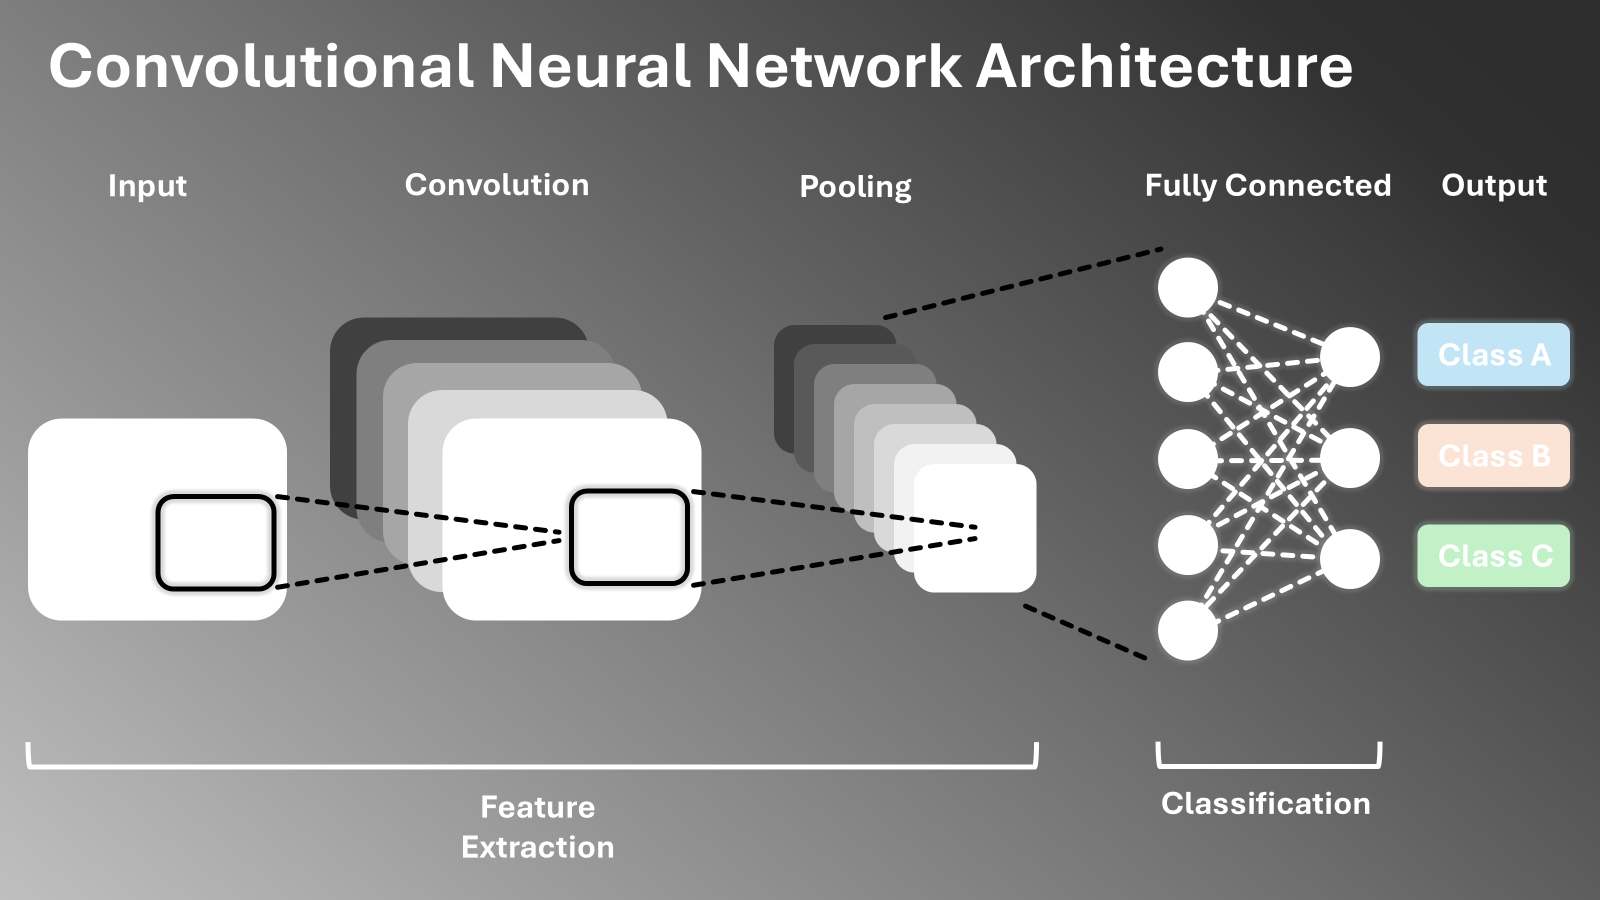 Convolutional Neural Network Architecture
Input
Convolution
Pooling
Fully Connected
Output
Class A
Class B
Class C
Feature
Extraction
Classification